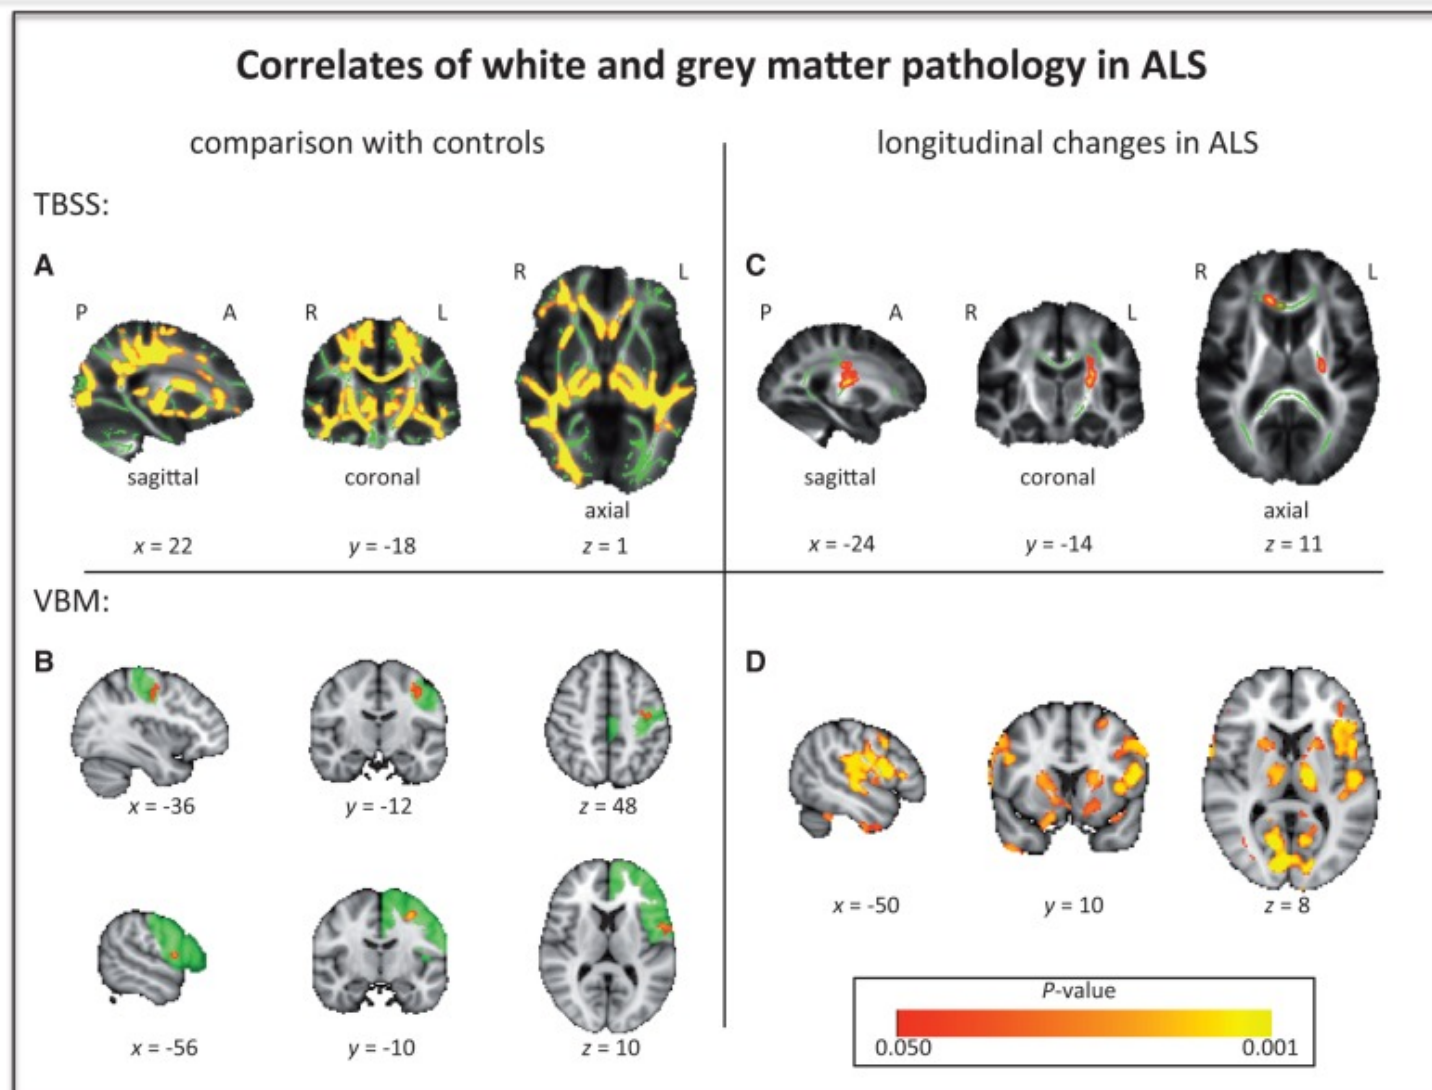 Correlates of white and grey matter pathology in ALS
comparison with controls
longitudinal changes in ALS
TBSS:
A
P A
R L
R L
sagittal
coronal
axial
x = 22
y = -18
z = 1
C
P A
R L
R L
sagittal
coronal
axial
x = -24
y = -14
z = 11
VBM:
B
x = -36
y = -12
z = 48
x = -56
y = -10
z = 10
D
x = -50
y = 10
z = 8
P-value
0.050 0.001